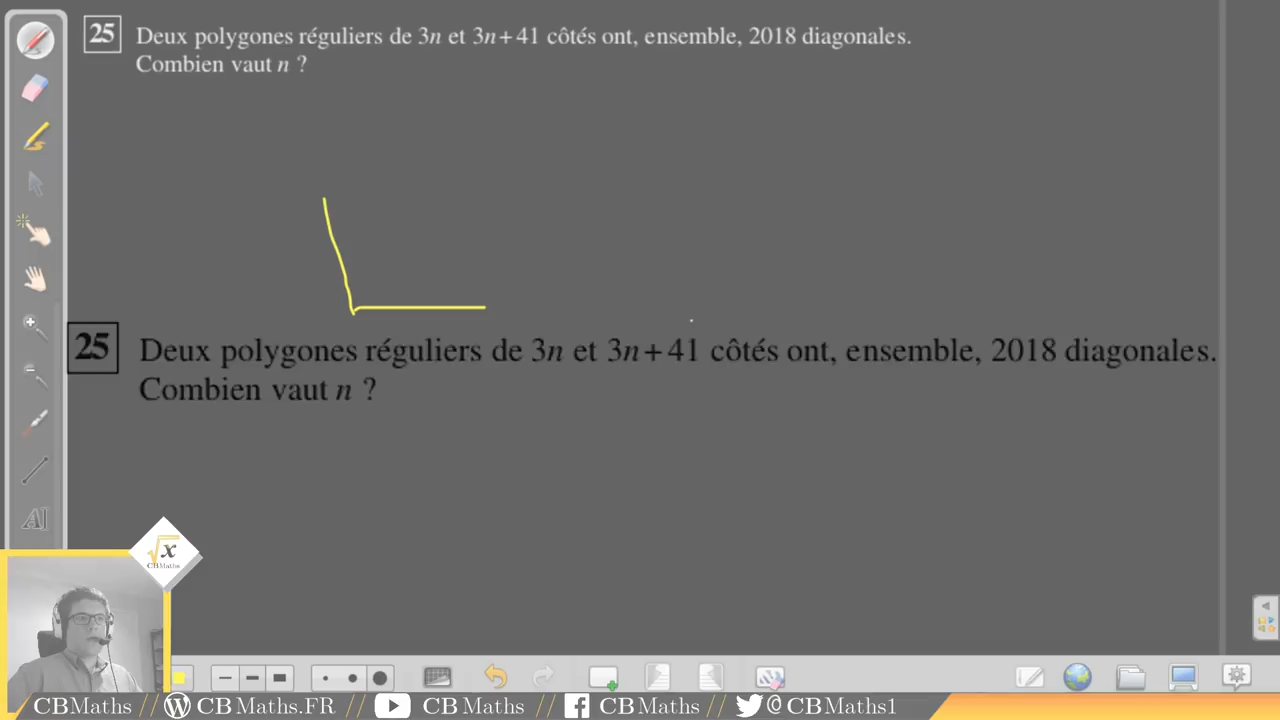 25 Deux polygones réguliers de 3n et 3n+41 côtés ont, ensemble, 2018 diagonales.
Combien vaut n ?
25 Deux polygones réguliers de 3n et 3n+41 côtés ont, ensemble, 2018 diagonales.
Combien vaut n ?
AI
√x
CBMaths
CBMaths // CBMaths.FR // CBMaths // CBMaths // @CBMaths1